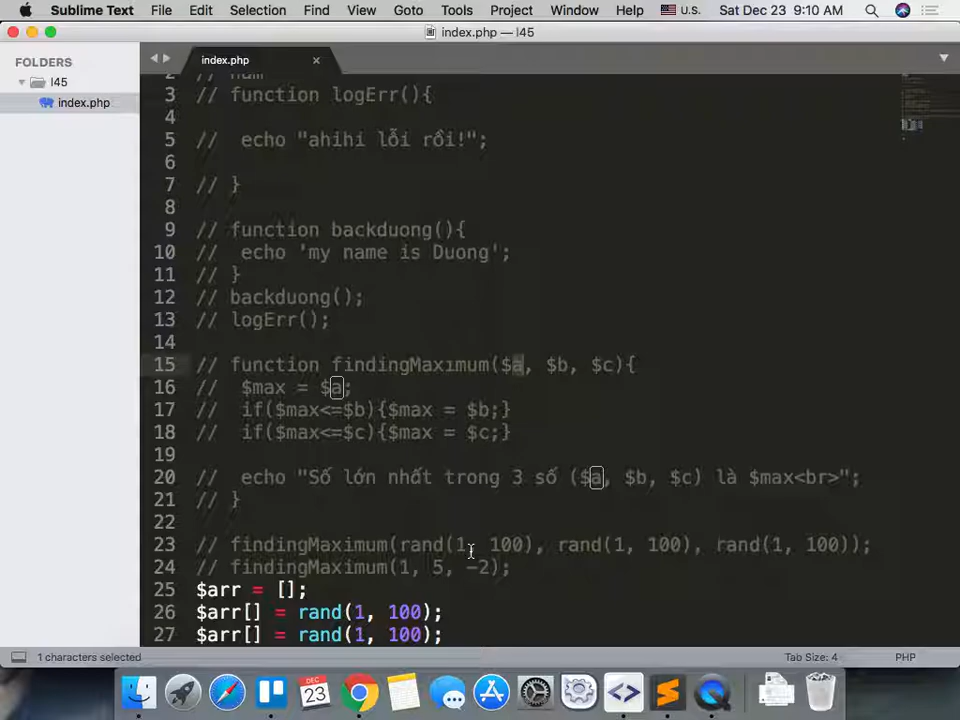 Sublime Text File Edit Selection Find View Goto Tools Project Window Help U.S. Sat Dec 23 9:10 AM
index.php — l45
FOLDERS
l45
index.php
index.php
3 // function logErr(){
4
5 // echo "ahihi lỗi rồi!";
6
7 // }
8
9 // function backduong(){
10 // echo 'my name is Duong';
11 // }
12 // backduong();
13 // logErr();
14
15 // function findingMaximum($a, $b, $c){
16 // $max = $a;
17 // if($max<=$b){$max = $b;}
18 // if($max<=$c){$max = $c;}
19
20 // echo "Số lớn nhất trong 3 số ($a, $b, $c) là $max<br>";
21 // }
22
23 // findingMaximum(rand(1, 100), rand(1, 100), rand(1, 100));
24 // findingMaximum(1, 5, -2);
25 $arr = [];
26 $arr[] = rand(1, 100);
27 $arr[] = rand(1, 100);
1 characters selected Tab Size: 4 PHP
DEC
23